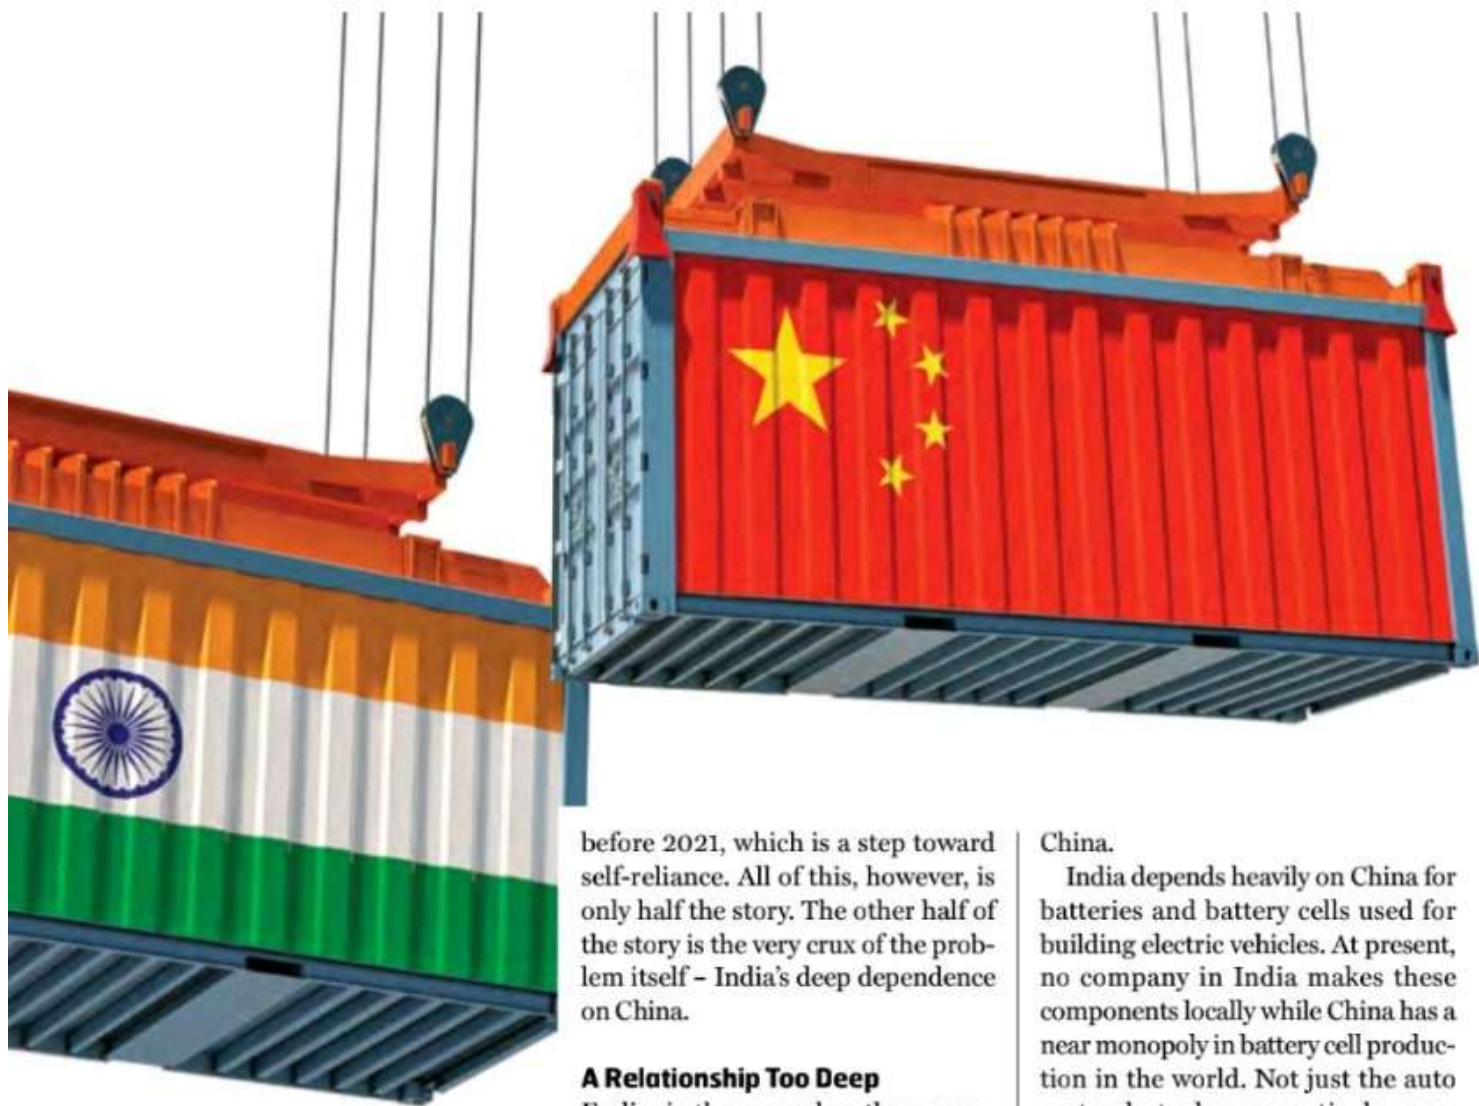 before 2021, which is a step toward
self-reliance. All of this, however, is
only half the story. The other half of
the story is the very crux of the prob-
lem itself – India's deep dependence
on China.
A Relationship Too Deep
China.
India depends heavily on China for
batteries and battery cells used for
building electric vehicles. At present,
no company in India makes these
components locally while China has a
near monopoly in battery cell produc-
tion in the world. Not just the auto